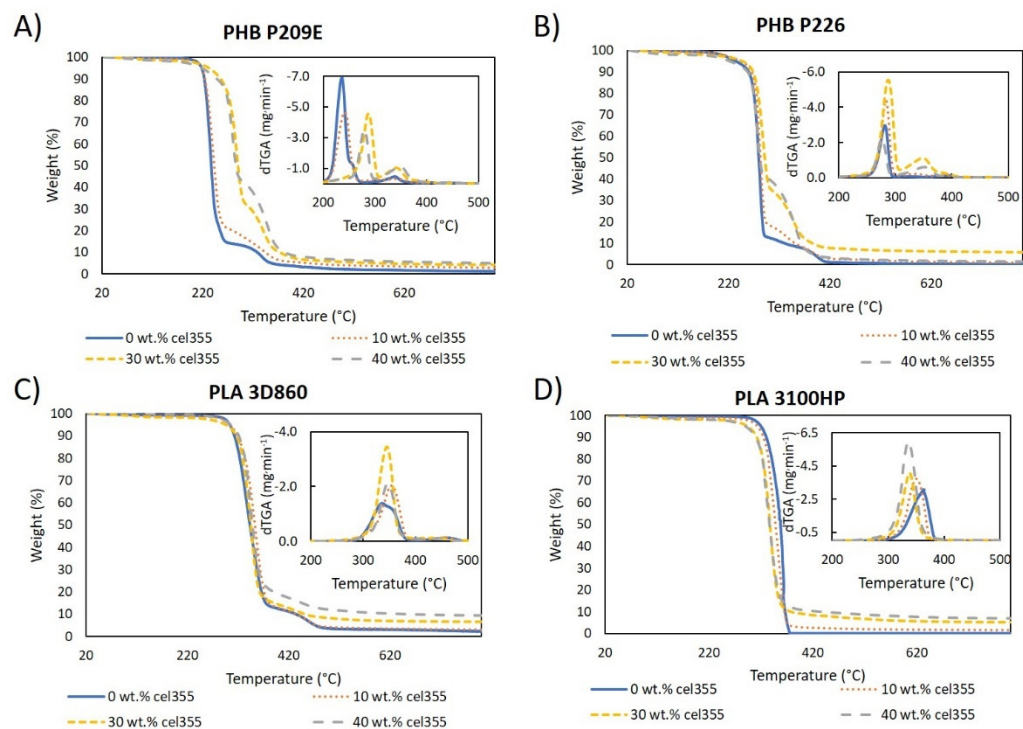 A)
PHB P209E
Weight (%)
100
90
80
70
60
50
40
30
20
10
0
20 220 420 620
Temperature (°C)
dTGA (mg·min⁻¹)
-7.0
-5.0
-3.0
-1.0
200 300 400 500
Temperature (°C)
0 wt.% cel355 10 wt.% cel355
30 wt.% cel355 40 wt.% cel355
B)
PHB P226
Weight (%)
100
90
80
70
60
50
40
30
20
10
0
20 220 420 620
Temperature (°C)
dTGA (mg·min⁻¹)
-6.0
-4.0
-2.0
0.0
200 300 400 500
Temperature (°C)
0 wt.% cel355 10 wt.% cel355
30 wt.% cel355 40 wt.% cel355
C)
PLA 3D860
Weight (%)
100
90
80
70
60
50
40
30
20
10
0
20 220 420 620
Temperature (°C)
dTGA (mg·min⁻¹)
-4.0
-2.0
0.0
200 300 400 500
Temperature (°C)
0 wt.% cel355 10 wt.% cel355
30 wt.% cel355 40 wt.% cel355
D)
PLA 3100HP
Weight (%)
100
90
80
70
60
50
40
30
20
10
0
20 220 420 620
Temperature (°C)
dTGA (mg·min⁻¹)
-6.5
-4.5
-2.5
-0.5
200 300 400 500
Temperature (°C)
0 wt.% cel355 10 wt.% cel355
30 wt.% cel355 40 wt.% cel355